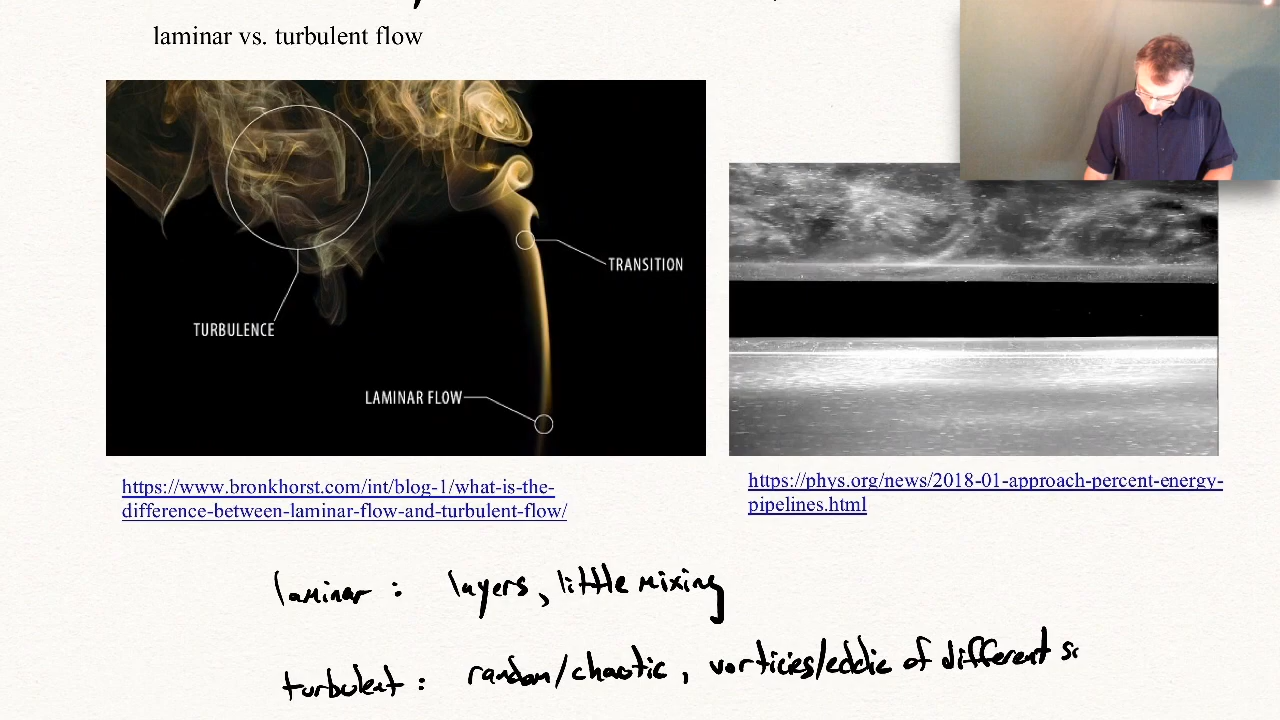 laminar vs. turbulent flow
TRANSITION
TURBULENCE
LAMINAR FLOW
https://www.bronkhorst.com/int/blog-1/what-is-the-
difference-between-laminar-flow-and-turbulent-flow/
https://phys.org/news/2018-01-approach-percent-energy-
pipelines.html
laminar : layers, little mixing
turbulent : random/chaotic, vorticies/eddie of different sc